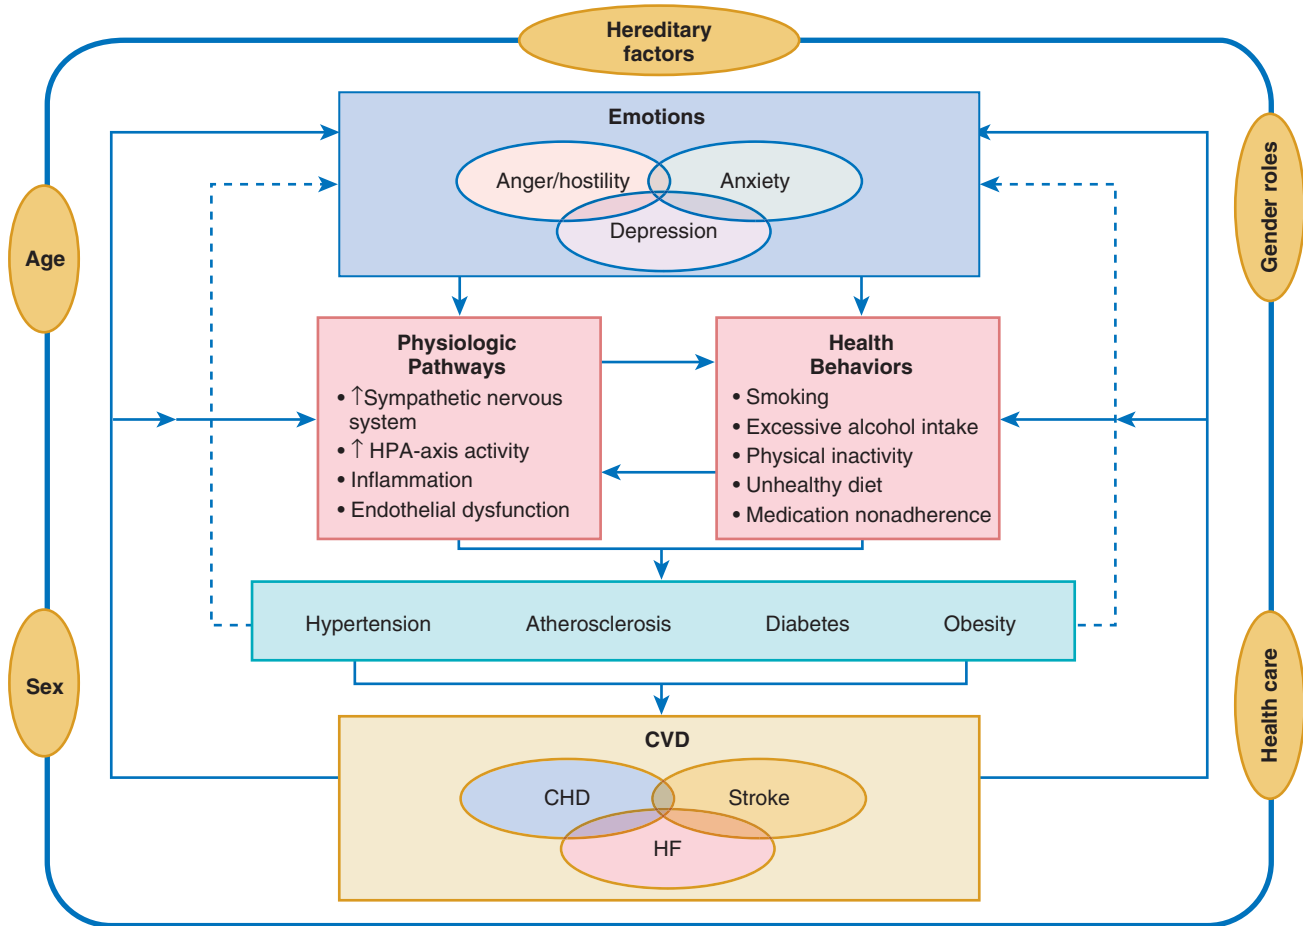 Hereditary
factors
Age
Sex
Gender roles
Health care
Emotions
Anger/hostility
Anxiety
Depression
Physiologic
Pathways
• ↑Sympathetic nervous
system
• ↑ HPA-axis activity
• Inflammation
• Endothelial dysfunction
Health
Behaviors
• Smoking
• Excessive alcohol intake
• Physical inactivity
• Unhealthy diet
• Medication nonadherence
Hypertension Atherosclerosis Diabetes Obesity
CVD
CHD
Stroke
HF